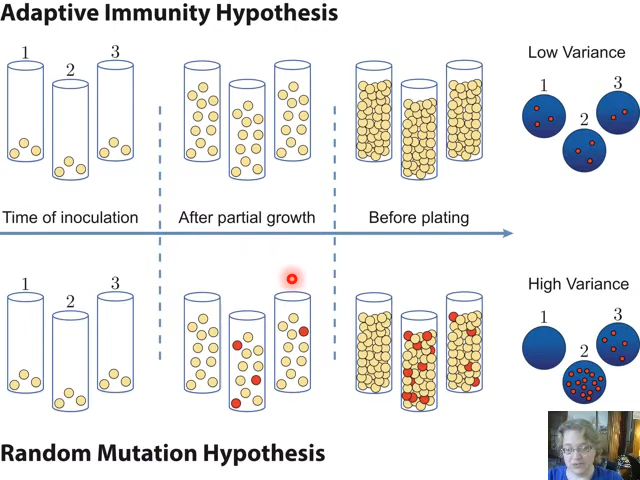 Adaptive Immunity Hypothesis
1
2
3
Low Variance
1
2
3
Time of inoculation
After partial growth
Before plating
1
2
3
High Variance
1
2
3
Random Mutation Hypothesis